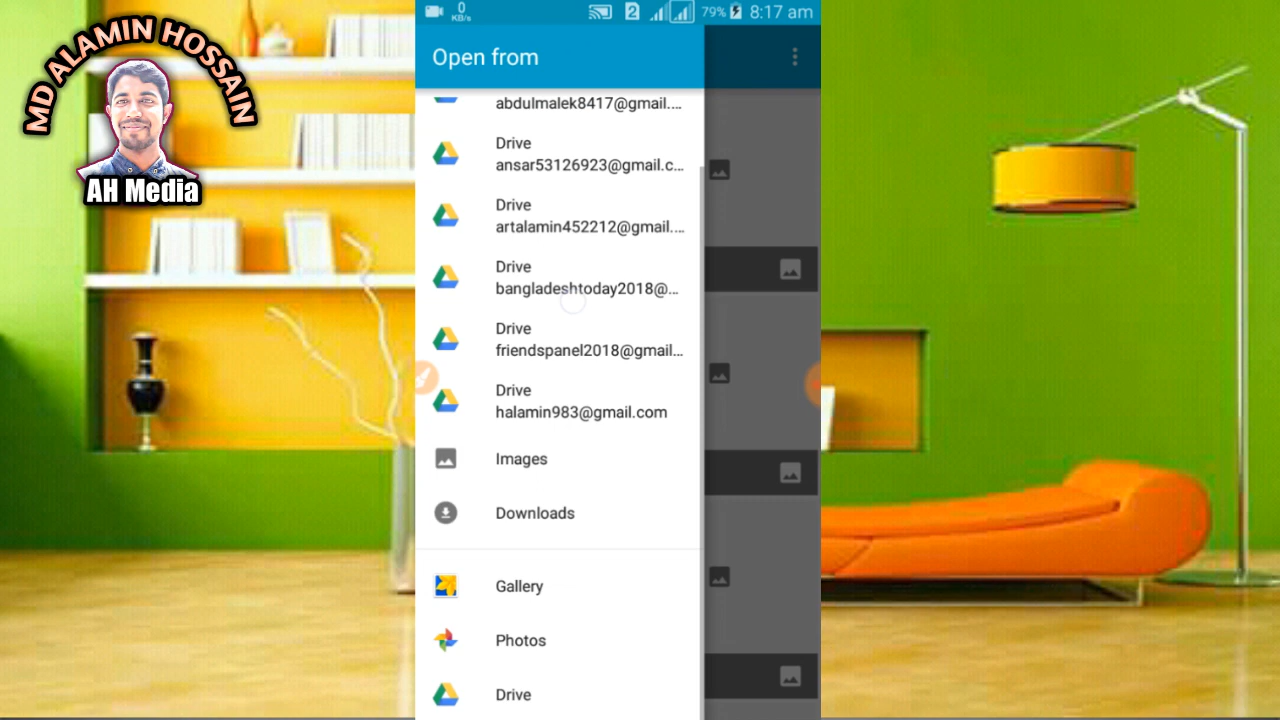 MD ALAMIN HOSSAIN
AH Media
0
KB/s
2
79%
8:17 am
Open from
abdulmalek8417@gmail....
Drive
ansar53126923@gmail.c...
Drive
artalamin452212@gmail....
Drive
bangladeshtoday2018@...
Drive
friendspanel2018@gmail...
Drive
halamin983@gmail.com
Images
Downloads
Gallery
Photos
Drive